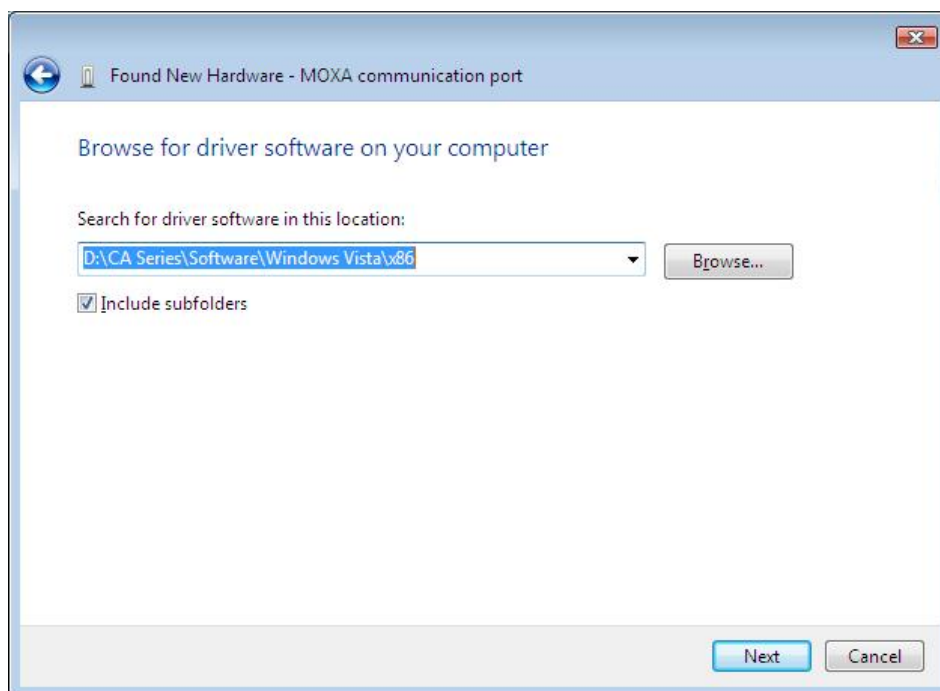 Found New Hardware - MOXA communication port
Browse for driver software on your computer
Search for driver software in this location:
D:\CA Series\Software\Windows Vista\x86
Browse...
Include subfolders
Next
Cancel